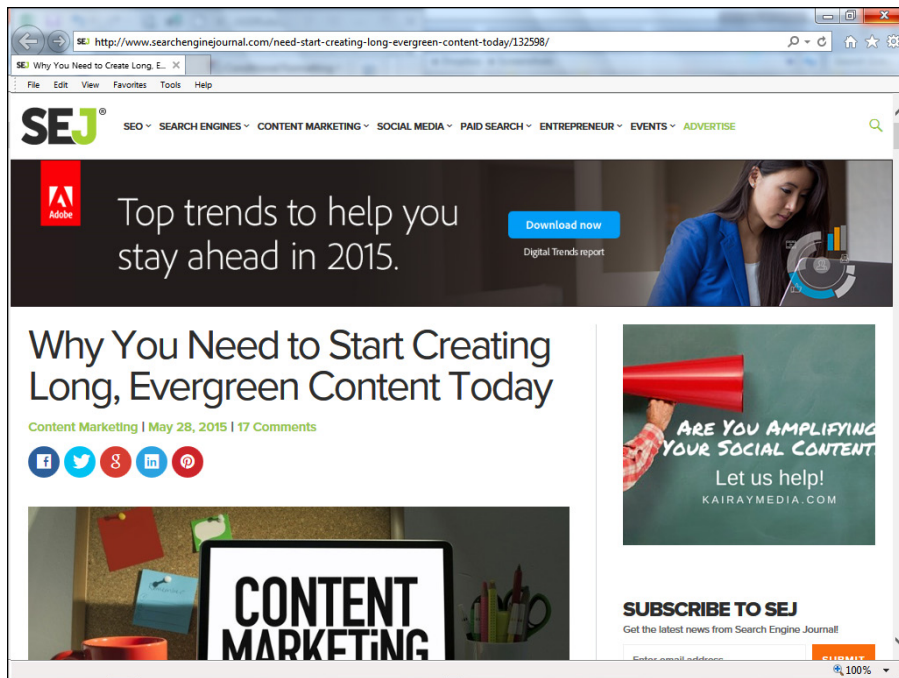 SEJ http://www.searchenginejournal.com/need-start-creating-long-evergreen-content-today/132598/
SEJ Why You Need to Create Long, E...
File Edit View Favorites Tools Help
SEJ®
SEO SEARCH ENGINES CONTENT MARKETING SOCIAL MEDIA PAID SEARCH ENTREPRENEUR EVENTS ADVERTISE
Adobe
Top trends to help you
stay ahead in 2015.
Download now
Digital Trends report
Why You Need to Start Creating
Long, Evergreen Content Today
Content Marketing | May 28, 2015 | 17 Comments
ARE YOU AMPLIFYING
YOUR SOCIAL CONTENT
Let us help!
KAIRAYMEDIA.COM
CONTENT
MARKETING
SUBSCRIBE TO SEJ
Get the latest news from Search Engine Journal!
Enter email address
SUBMIT
100%